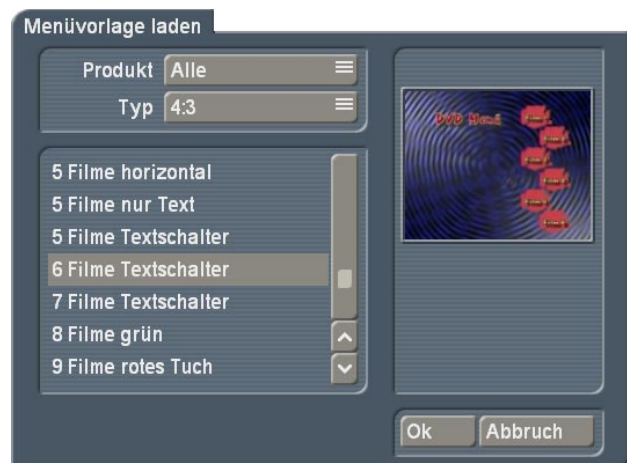 Menüvorlage laden
Produkt Alle
Typ 4:3
5 Filme horizontal
5 Filme nur Text
5 Filme Textschalter
6 Filme Textschalter
7 Filme Textschalter
8 Filme grün
9 Filme rotes Tuch
DVD Menü
Ok Abbruch